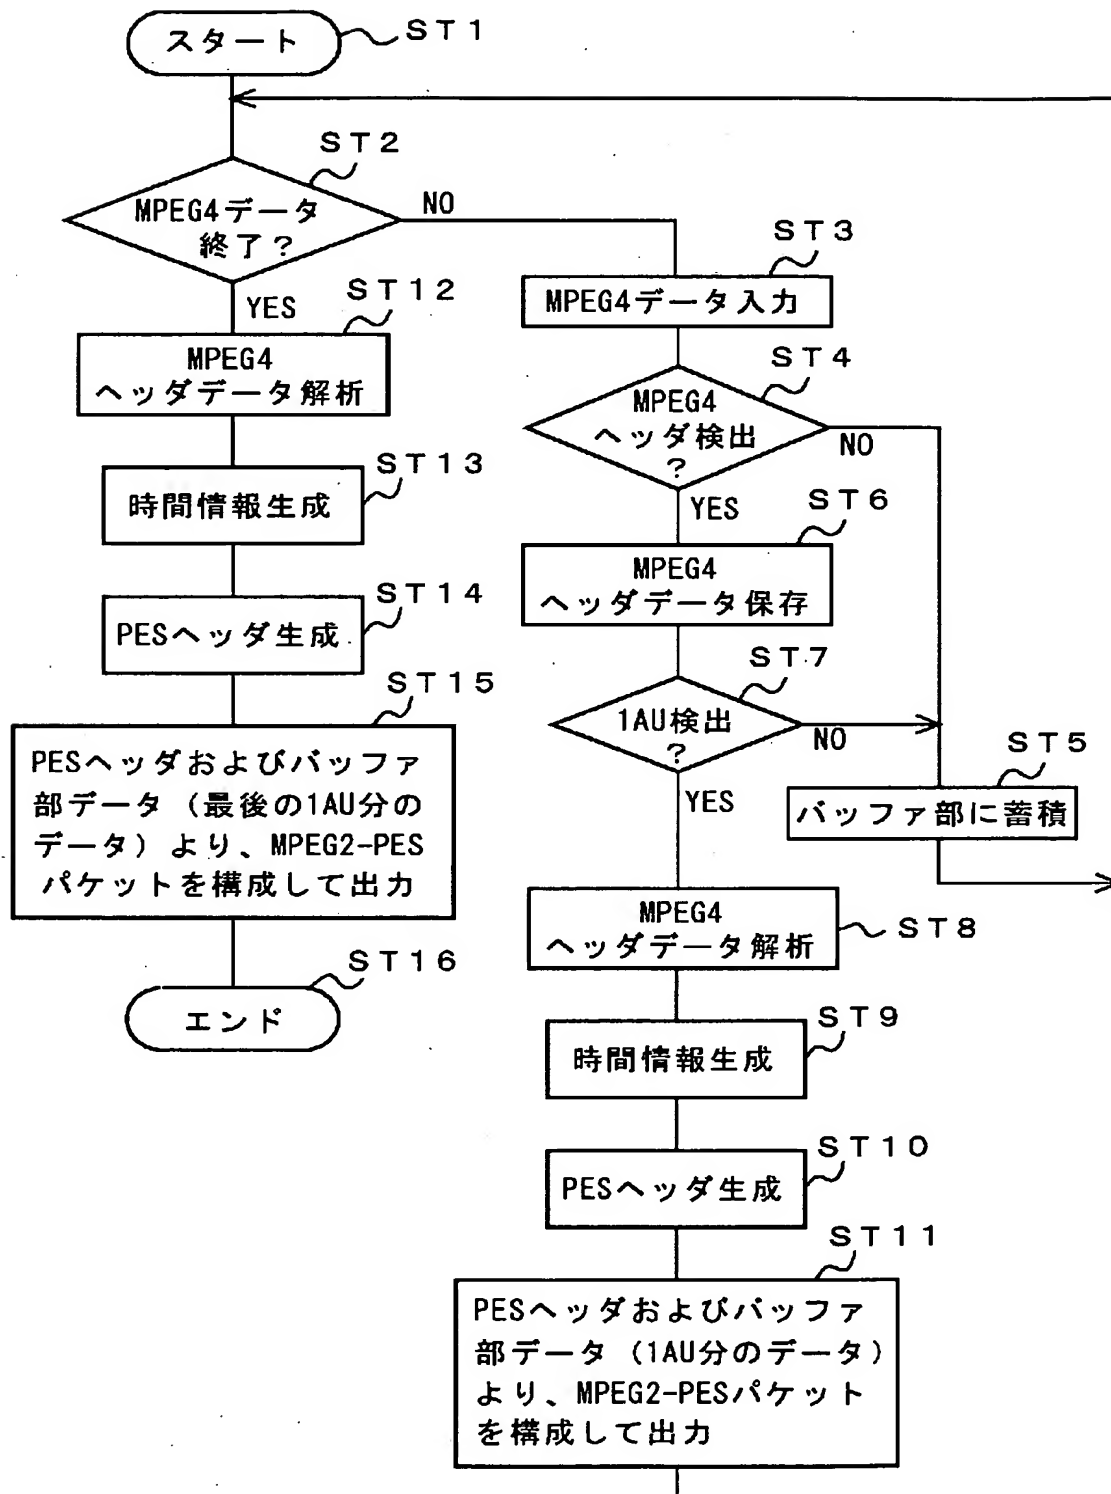 スタート
ST1
ST2
MPEG4データ
終了?
NO
YES
ST12
MPEG4
ヘッダデータ解析
ST13
時間情報生成
ST14
PESヘッダ生成
ST15
PESヘッダおよびバッファ
部データ(最後の1AU分の
データ)より、MPEG2-PES
パケットを構成して出力
ST16
エンド
ST3
MPEG4データ入力
ST4
MPEG4
ヘッダ検出
?
NO
YES
ST6
MPEG4
ヘッダデータ保存
ST7
1AU検出
?
NO
YES
ST5
バッファ部に蓄積
MPEG4
ヘッダデータ解析
ST8
ST9
時間情報生成
ST10
PESヘッダ生成
ST11
PESヘッダおよびバッファ
部データ(1AU分のデータ)
より、MPEG2-PESパケット
を構成して出力